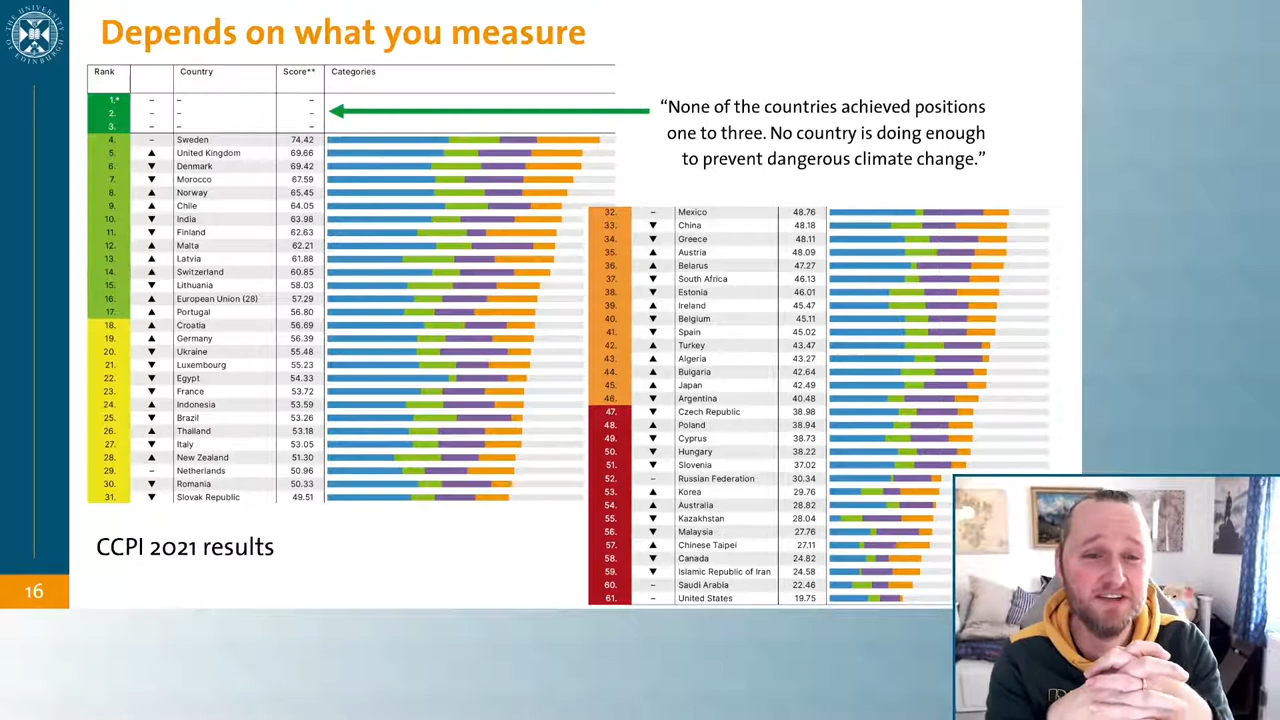 THE UNIVERSITY OF EDINBURGH
Depends on what you measure
Rank Country Score** Categories
1.* – – –
2. – – –
3. – – –
4. – Sweden 74.42
5. ▲ United Kingdom 69.66
6. ▼ Denmark 69.42
7. ▼ Morocco 67.59
8. ▲ Norway 65.45
9. ▲ Chile 64.05
10. ▼ India 63.98
11. ▼ Finland 62.63
12. ▲ Malta 62.21
13. ▲ Latvia 61.88
14. ▲ Switzerland 60.85
15. ▼ Lithuania 58.03
16. ▲ European Union (28) 57.29
17. ▼ Portugal 56.80
18. ▲ Croatia 56.69
19. ▲ Germany 56.39
20. ▼ Ukraine 55.48
21. ▼ Luxembourg 55.23
22. ▼ Egypt 54.33
23. ▼ France 53.72
24. ▲ Indonesia 53.59
25. ▼ Brazil 53.26
26. ▲ Thailand 53.18
27. ▼ Italy 53.05
28. ▲ New Zealand 51.30
29. – Netherlands 50.96
30. ▼ Romania 50.33
31. ▼ Slovak Republic 49.51
“None of the countries achieved positions
one to three. No country is doing enough
to prevent dangerous climate change.”
32. – Mexico 48.76
33. ▼ China 48.18
34. ▼ Greece 48.11
35. ▲ Austria 48.09
36. ▲ Belarus 47.27
37. ▼ South Africa 46.13
38. ▼ Estonia 46.01
39. ▲ Ireland 45.47
40. ▼ Belgium 45.11
41. ▼ Spain 45.02
42. ▲ Turkey 43.47
43. ▲ Algeria 43.27
44. ▲ Bulgaria 42.64
45. ▲ Japan 42.49
46. ▼ Argentina 40.48
47. ▼ Czech Republic 38.98
48. ▲ Poland 38.94
49. ▼ Cyprus 38.73
50. ▼ Hungary 38.22
51. ▼ Slovenia 37.02
52. – Russian Federation 30.34
53. ▲ Korea 29.76
54. ▲ Australia 28.82
55. ▼ Kazakhstan 28.04
56. ▼ Malaysia 27.76
57. ▲ Chinese Taipei 27.11
58. ▼ Canada 24.82
59. ▼ Islamic Republic of Iran 24.58
60. – Saudi Arabia 22.46
61. – United States 19.75
CCPI 2021 results
16